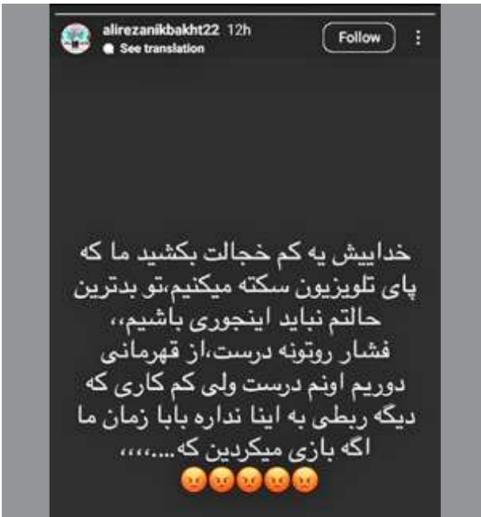 alirezanikbakht22 12h
Follow
See translation
خداییش یه کم خجالت بکشید ما که
پای تلویزیون سکته میکنیم،تو بدترین
حالتم نباید اینجوری باشیم،،
فشار روتونه درست،از قهرمانی
دوریم اونم درست ولی کم کاری که
دیگه ربطی به اینا نداره بابا زمان ما
اگه بازی میکردین که....،،،،
😡😡😡😡😡